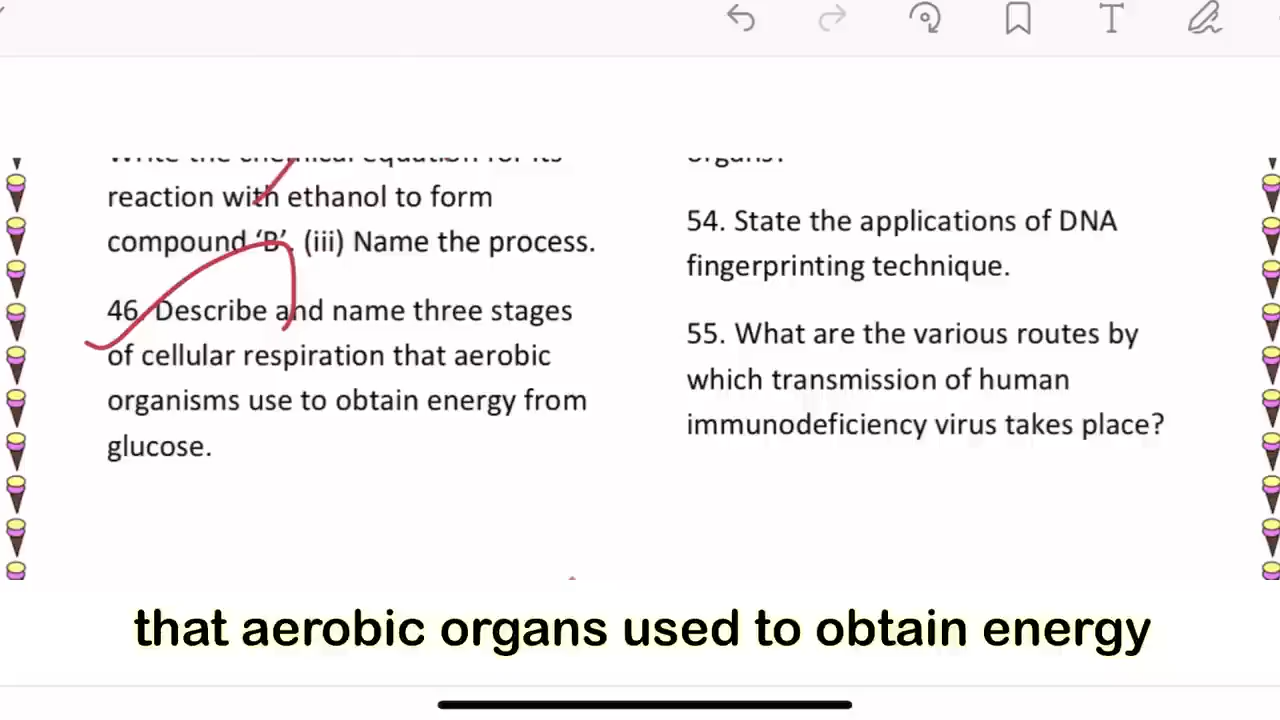 reaction with ethanol to form
compound ‘B’. (iii) Name the process.
46. Describe and name three stages
of cellular respiration that aerobic
organisms use to obtain energy from
glucose.
54. State the applications of DNA
fingerprinting technique.
55. What are the various routes by
which transmission of human
immunodeficiency virus takes place?
that aerobic organs used to obtain energy